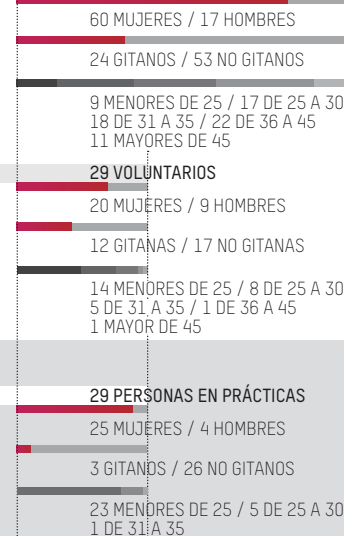 60 MUJERES / 17 HOMBRES
24 GITANOS / 53 NO GITANOS
9 MENORES DE 25 / 17 DE 25 A 30
18 DE 31 A 35 / 22 DE 36 A 45
11 MAYORES DE 45
29 VOLUNTARIOS
20 MUJERES / 9 HOMBRES
12 GITANAS / 17 NO GITANAS
14 MENORES DE 25 / 8 DE 25 A 30
5 DE 31 A 35 / 1 DE 36 A 45
1 MAYOR DE 45
29 PERSONAS EN PRÁCTICAS
25 MUJERES / 4 HOMBRES
3 GITANOS / 26 NO GITANOS
23 MENORES DE 25 / 5 DE 25 A 30
1 DE 31 A 35